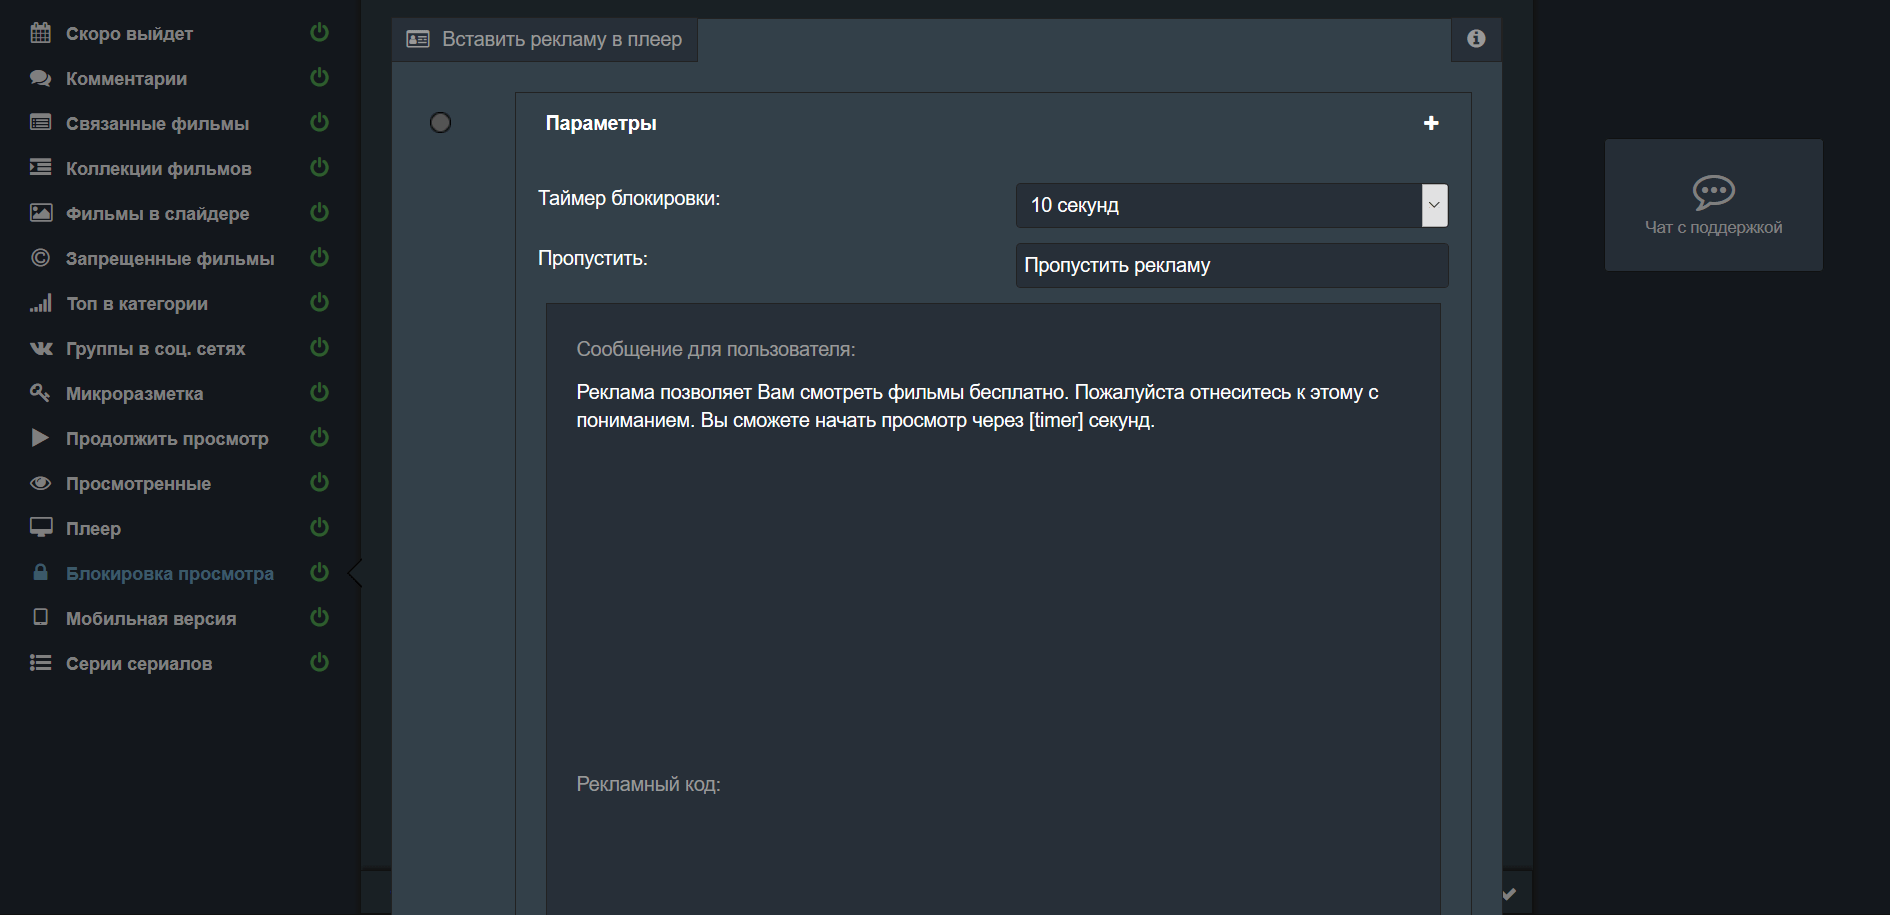 Скоро выйдет
Комментарии
Связанные фильмы
Коллекции фильмов
Фильмы в слайдере
Запрещенные фильмы
Топ в категории
Группы в соц. сетях
Микроразметка
Продолжить просмотр
Просмотренные
Плеер
Блокировка просмотра
Мобильная версия
Серии сериалов
Вставить рекламу в плеер
Параметры
Таймер блокировки:
10 секунд
Пропустить:
Пропустить рекламу
Сообщение для пользователя:
Реклама позволяет Вам смотреть фильмы бесплатно. Пожалуйста отнеситесь к этому с
пониманием. Вы сможете начать просмотр через [timer] секунд.
Рекламный код:
Чат с поддержкой